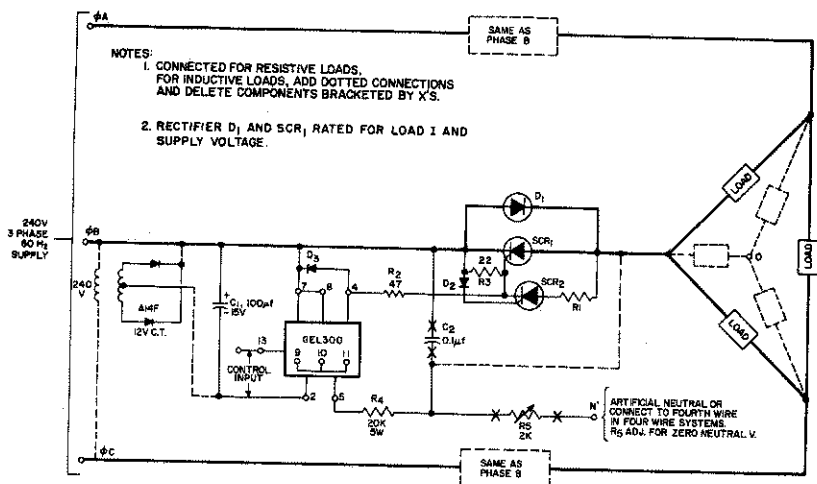 φA
SAME AS
PHASE B
NOTES:
1. CONNECTED FOR RESISTIVE LOADS,
FOR INDUCTIVE LOADS, ADD DOTTED CONNECTIONS
AND DELETE COMPONENTS BRACKETED BY X'S.
2. RECTIFIER D1 AND SCR1 RATED FOR LOAD I AND
SUPPLY VOLTAGE.
240V
3 PHASE
60 HZ
SUPPLY
φB
240
V
A14F
12V C.T.
C1, 100μf
~15V
D3
7
8
4
R2
47
GEL300
13
9
10
11
CONTROL
INPUT
2
5
R4
20K
5W
C2
0.1μf
D1
SCR1
22
R3
D2
SCR2
R1
X
X
X
R5
2K
X
N'
ARTIFICIAL NEUTRAL OR
CONNECT TO FOURTH WIRE
IN FOUR WIRE SYSTEMS.
R5 ADJ. FOR ZERO NEUTRAL V.
LOAD
LOAD
LOAD
O
φC
SAME AS
PHASE B